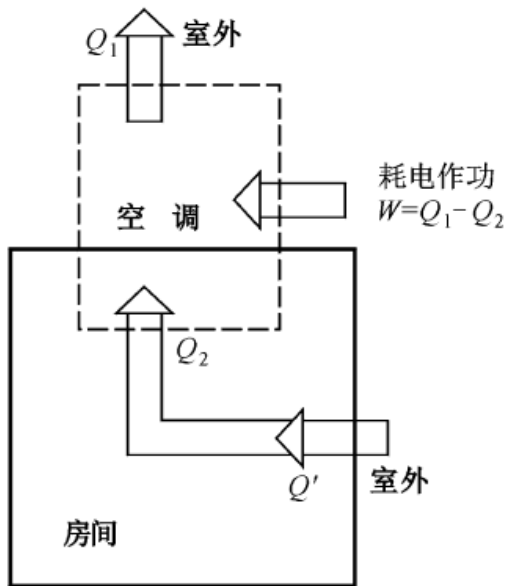 Q₁ 室外
耗电作功
W=Q₁-Q₂
空 调
Q₂
Q′
室外
房间